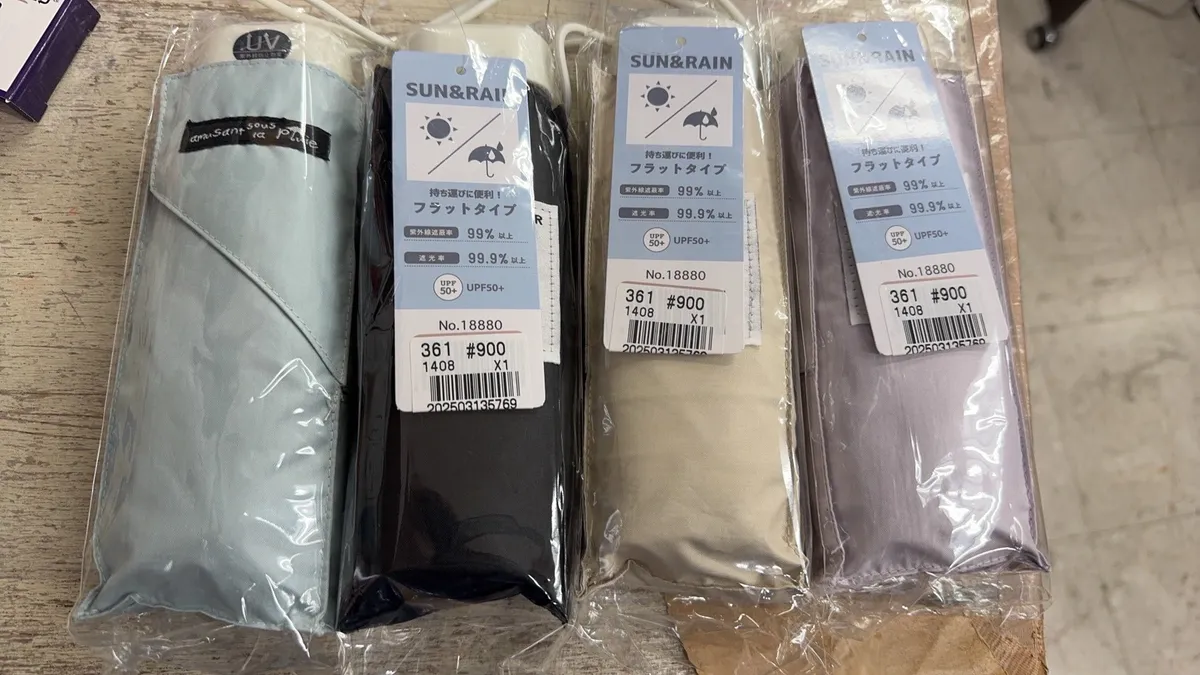 UV
amusant sous la pluie
SUN&RAIN
持ち運びに便利！
フラットタイプ
紫外線遮蔽率 99% 以上
遮光率 99.9% 以上
UPF 50+ UPF50+
No.18880
361 #900
1408 X1
202503135769
R
SUN&RAIN
持ち運びに便利！
フラットタイプ
紫外線遮蔽率 99% 以上
遮光率 99.9% 以上
UPF 50+ UPF50+
No.18880
361 #900
1408 X1
202503135769
SUN&RAIN
持ち運びに便利！
フラットタイプ
紫外線遮蔽率 99% 以上
遮光率 99.9% 以上
UPF 50+ UPF50+
No.18880
361 #900
1408 X1
202503135769